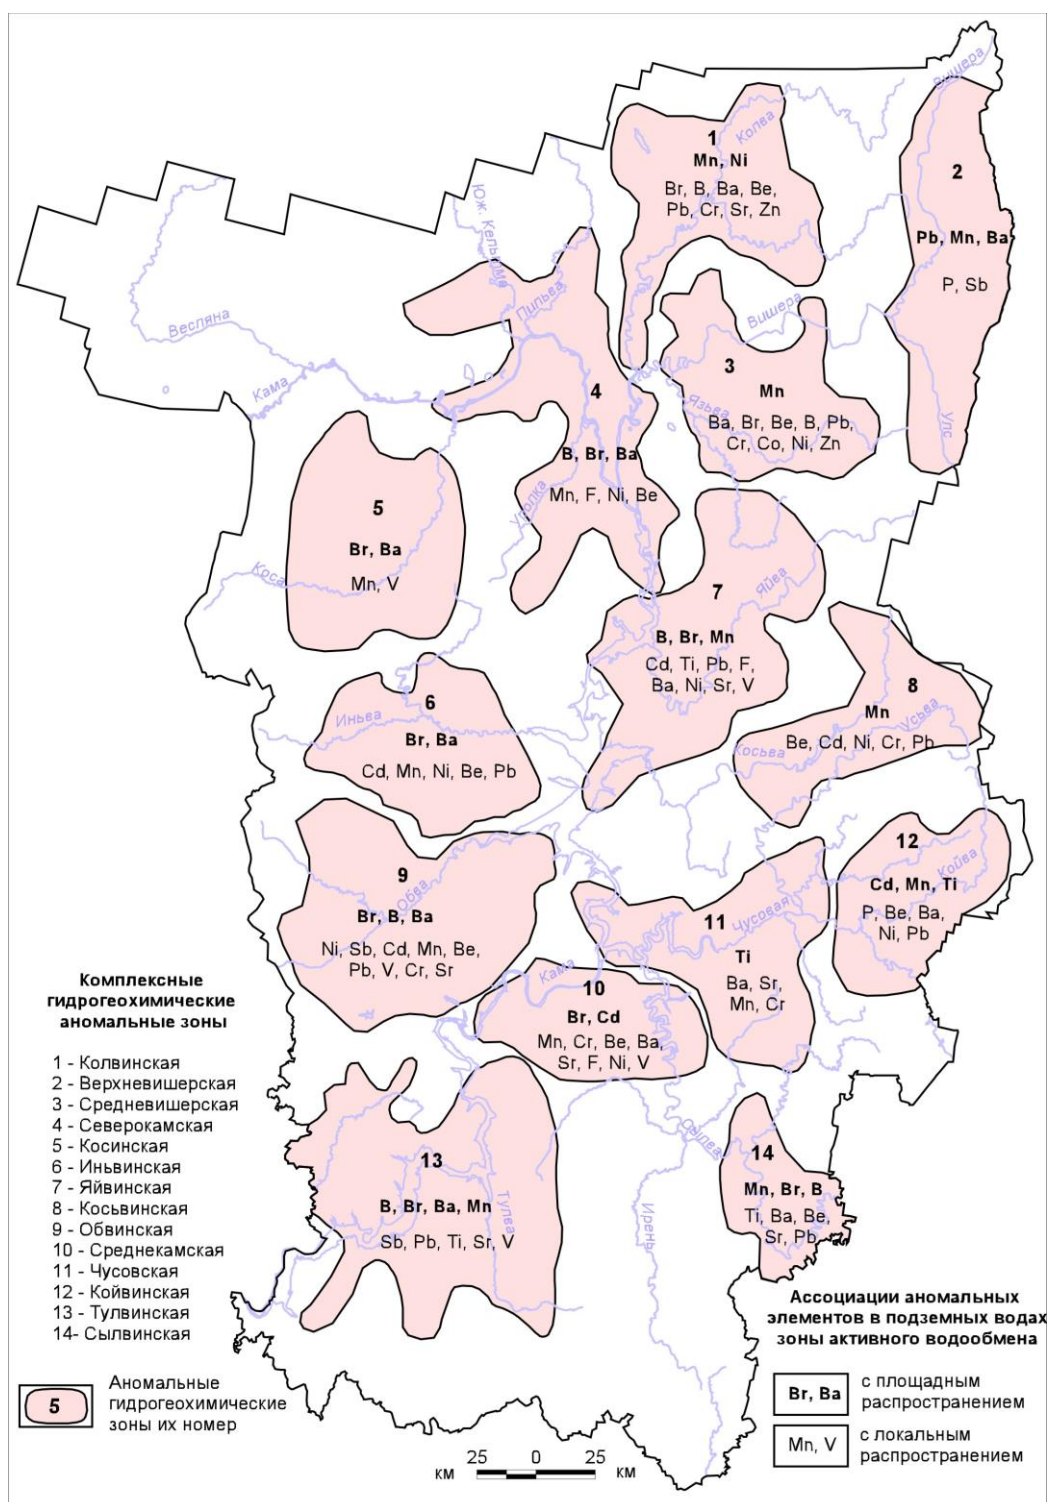 Вишера
Колва
1
Mn, Ni
Br, B, Ba, Be,
Pb, Cr, Sr, Zn
2
Pb, Mn, Ba
P, Sb
Юж. Кельтма
Пильва
Весляна
Кама
Вишера
3
Mn
Язьва
Ba, Br, Be, B, Pb,
Cr, Co, Ni, Zn
Улс
4
B, Br, Ba
Mn, F, Ni, Be
Уролка
5
Br, Ba
Mn, V
Коса
7
Яйва
B, Br, Mn
Cd, Ti, Pb, F,
Ba, Ni, Sr, V
8
Mn
Усьва
Косьва
Be, Cd, Ni, Cr, Pb
6
Иньва
Br, Ba
Cd, Mn, Ni, Be, Pb
9
Обва
Br, B, Ba
Ni, Sb, Cd, Mn, Be,
Pb, V, Cr, Sr
12
Койва
Cd, Mn, Ti
P, Be, Ba,
Ni, Pb
11
Чусовая
Ti
Ba, Sr,
Mn, Cr
Кама
10
Br, Cd
Mn, Cr, Be, Ba,
Sr, F, Ni, V
13
B, Br, Ba, Mn
Sb, Pb, Ti, Sr, V
Тулва
Сылва
Ирень
14
Mn, Br, B
Ti, Ba, Be,
Sr, Pb
Комплексные
гидрогеохимические
аномальные зоны
1 - Колвинская
2 - Верхневишерская
3 - Средневишерская
4 - Северокамская
5 - Косинская
6 - Иньвинская
7 - Яйвинская
8 - Косьвинская
9 - Обвинская
10 - Среднекамская
11 - Чусовская
12 - Койвинская
13 - Тулвинская
14- Сылвинская
5
Аномальные
гидрогеохимические
зоны их номер
25 0 25
км км
Ассоциации аномальных
элементов в подземных водах
зоны активного водообмена
Br, Ba
с площадным
распространением
Mn, V
с локальным
распространением